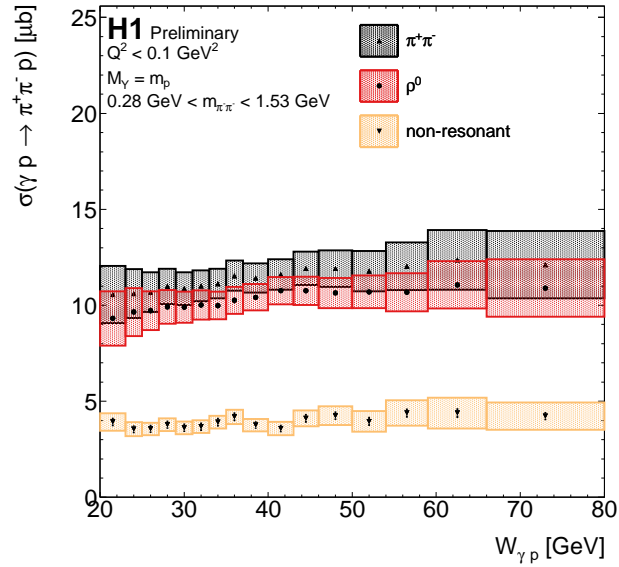 H1 Preliminary
Q² < 0.1 GeV²
M_Y = m_p
0.28 GeV < m_π⁻π⁻ < 1.53 GeV
π⁺π⁻
ρ⁰
non-resonant
σ(γ p → π⁺π⁻ p) [μb]
25
20
15
10
5
0
20 30 40 50 60 70 80
W_γ p [GeV]